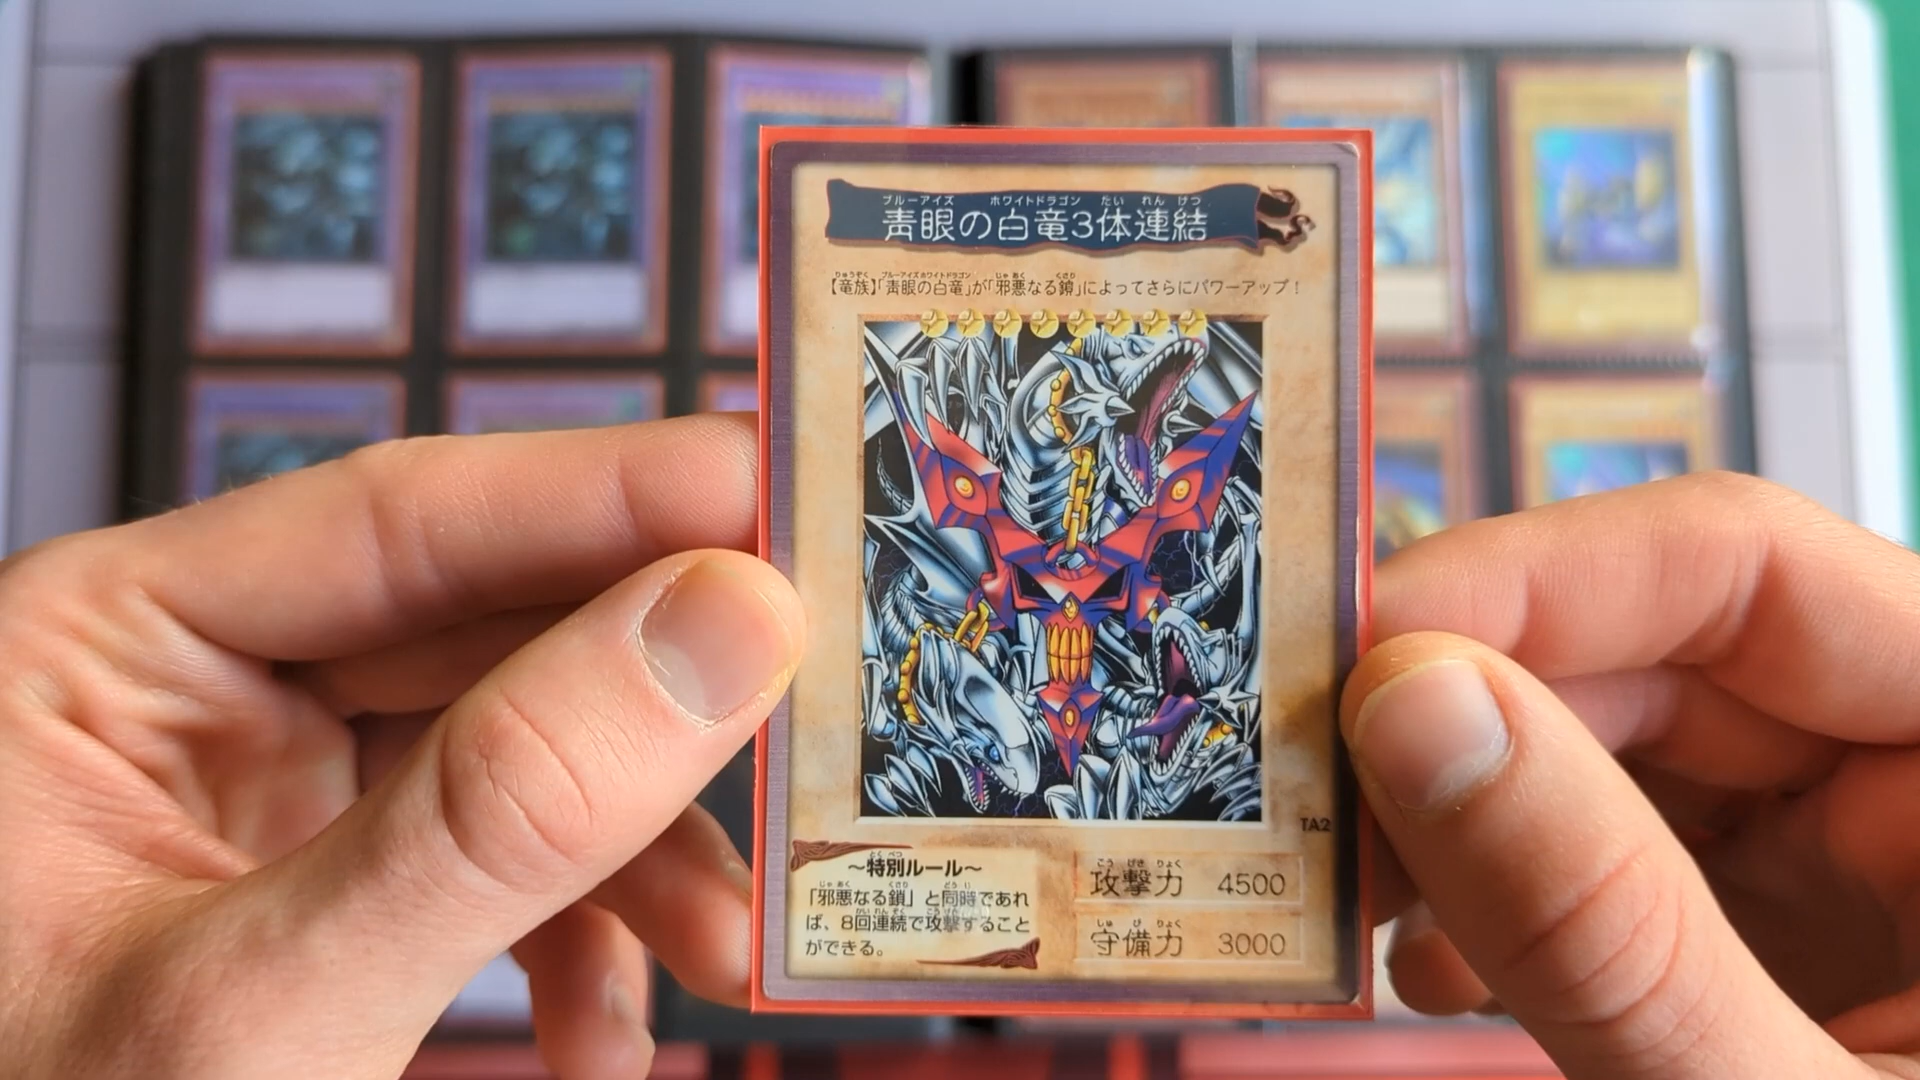 ブルーアイズ ホワイトドラゴン たい れん けつ
青眼の白竜3体連結
りゅうぞく ブルーアイズホワイトドラゴン じゃ あく くさり
【竜族】「青眼の白竜」が「邪悪なる鎖」によってさらにパワーアップ!
TA2
とく べつ
〜特別ルール〜
じゃ あく くさり どう じ
「邪悪なる鎖」と同時であれ
かい れん ぞく こう げき
ば、8回連続で攻撃すること
ができる。
こう げき りょく
攻撃力 4500
しゅ び りょく
守備力 3000